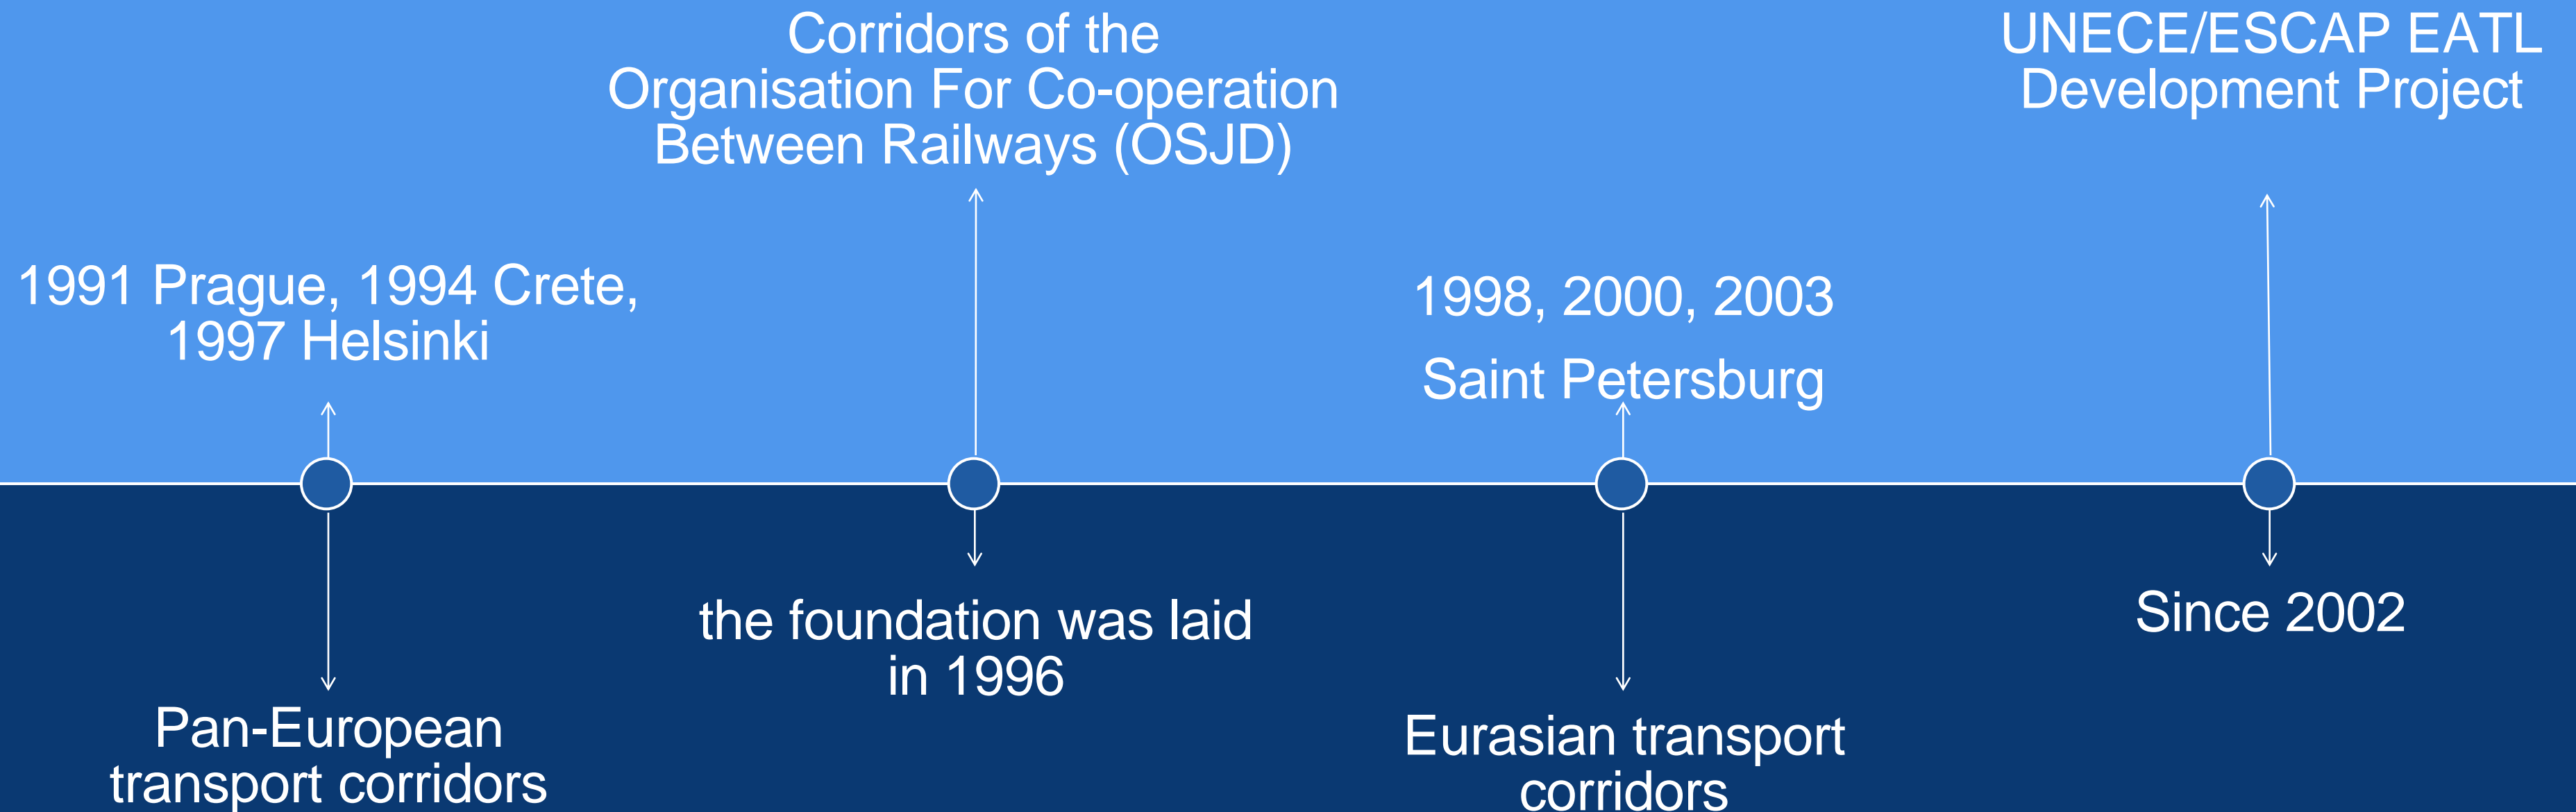 1991 Prague, 1994 Crete,
1997 Helsinki
Pan-European
transport corridors
Corridors of the
Organisation For Co-operation
Between Railways (OSJD)
the foundation was laid
in 1996
1998, 2000, 2003
Saint Petersburg
Eurasian transport
corridors
UNECE/ESCAP EATL
Development Project
Since 2002